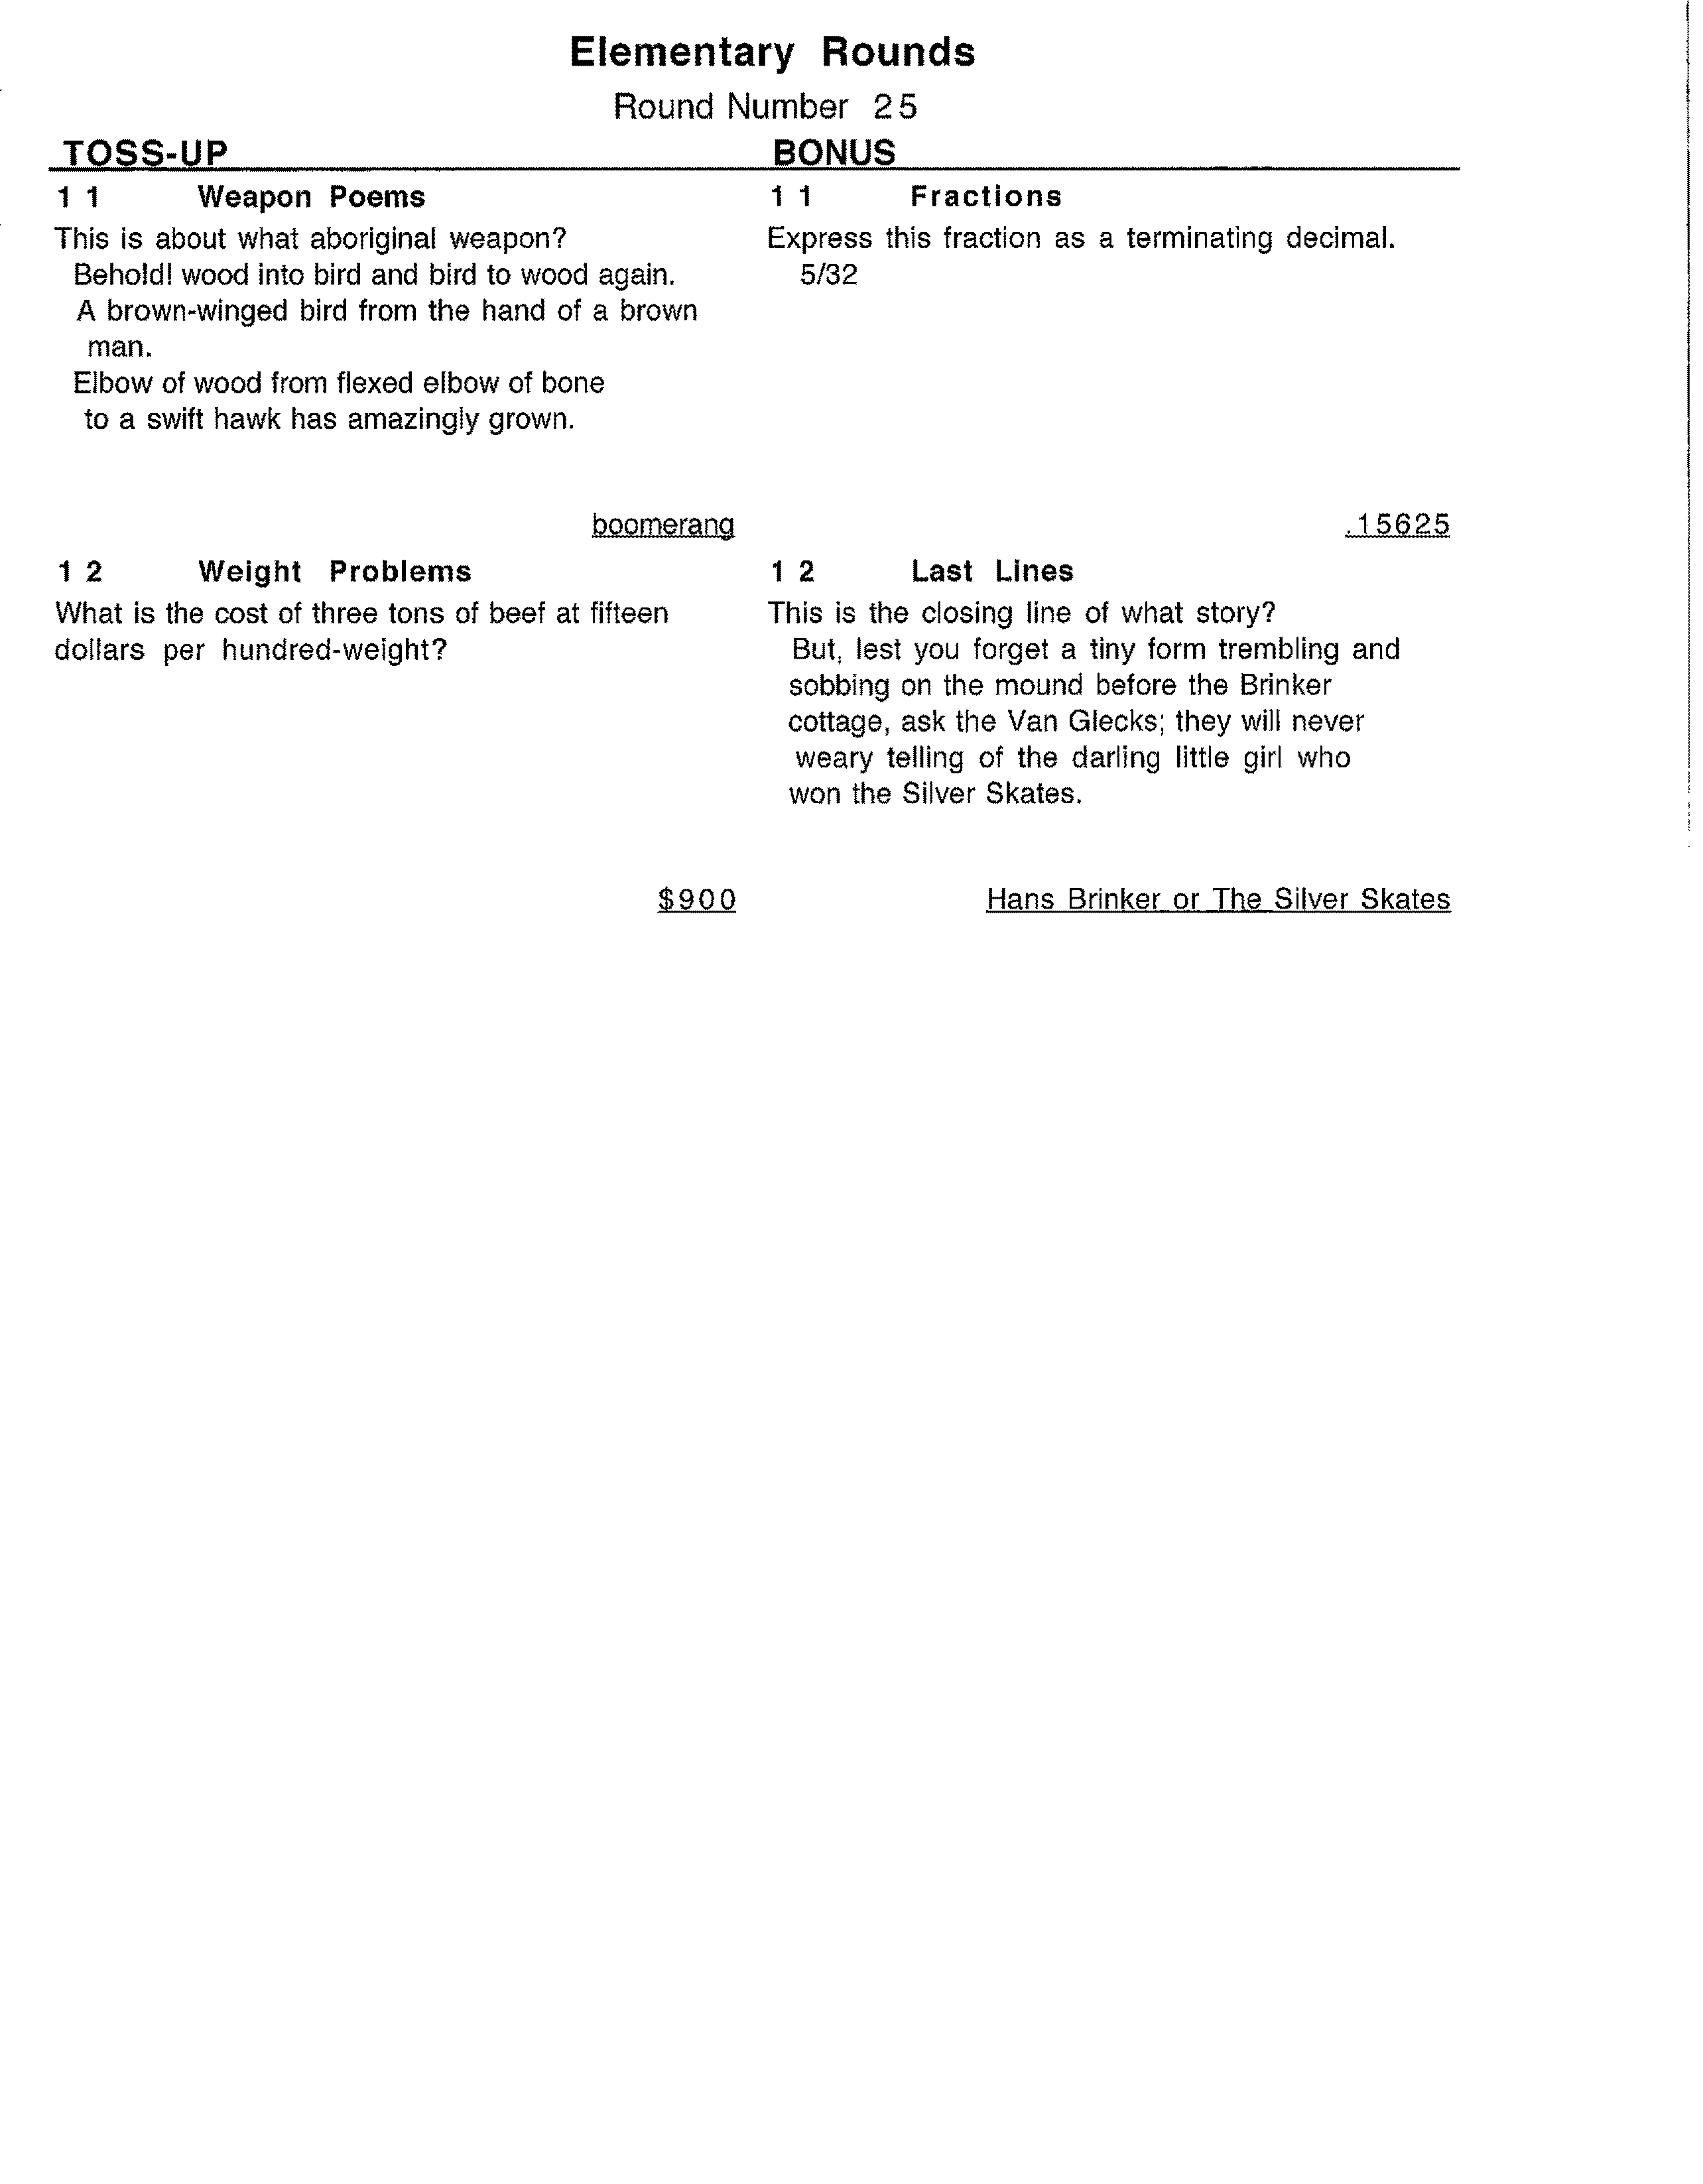 Elementary Rounds
Round Number 25
TOSS-UP
BONUS
11 Weapon Poems
This is about what aboriginal weapon?
Behold! wood into bird and bird to wood again.
A brown-winged bird from the hand of a brown
man.
Elbow of wood from flexed elbow of bone
to a swift hawk has amazingly grown.
boomerang
11 Fractions
Express this fraction as a terminating decimal.
5/32
.15625
12 Weight Problems
What is the cost of three tons of beef at fifteen
dollars per hundred-weight?
$900
12 Last Lines
This is the closing line of what story?
But, lest you forget a tiny form trembling and
sobbing on the mound before the Brinker
cottage, ask the Van Glecks; they will never
weary telling of the darling little girl who
won the Silver Skates.
Hans Brinker or The Silver Skates